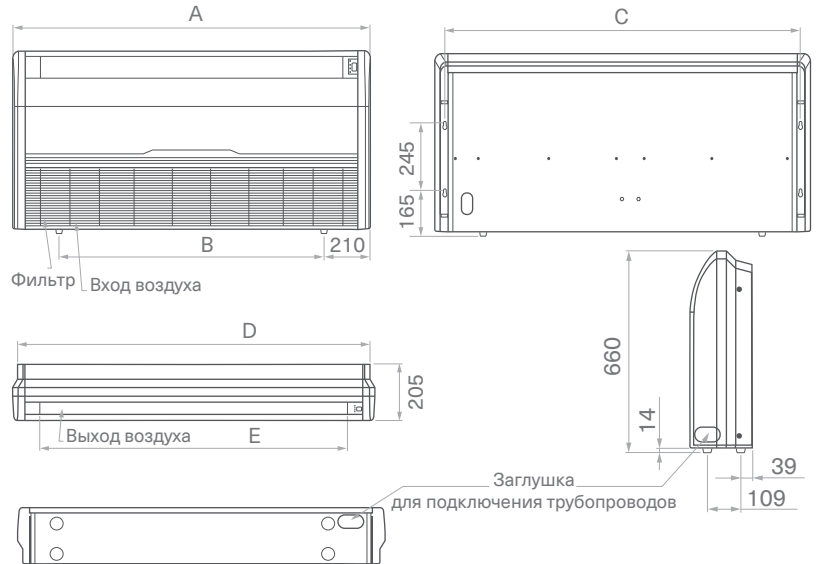 A
C
245
165
B
210
Фильтр
Вход воздуха
D
205
Выход воздуха
E
660
14
39
109
Заглушка
для подключения трубопроводов